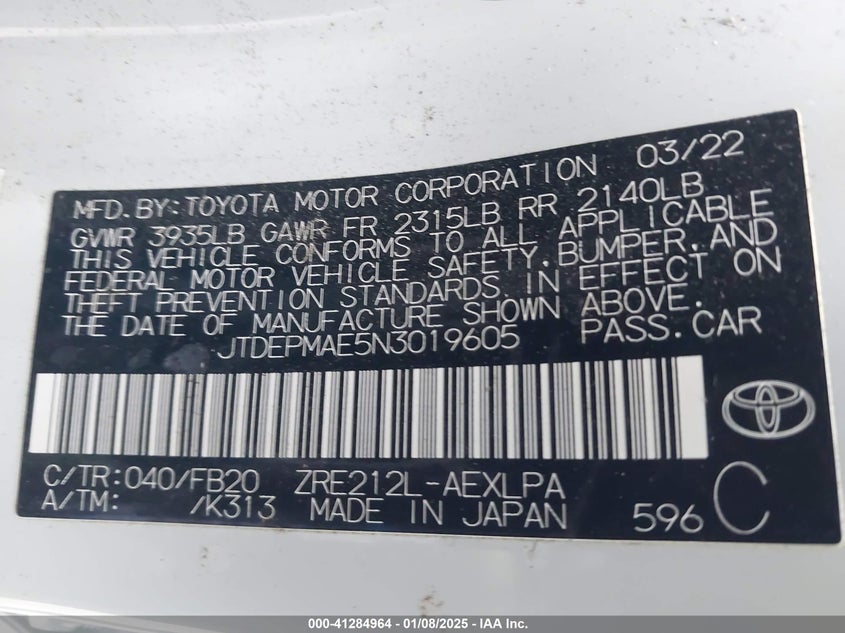 MFD. BY: TOYOTA MOTOR CORPORATION 03/22
GVWR 3935LB GAWR FR 2315LB RR 2140LB
THIS VEHICLE CONFORMS TO ALL APPLICABLE
FEDERAL MOTOR VEHICLE SAFETY, BUMPER, AND
THEFT PREVENTION STANDARDS, IN EFFECT ON
THE DATE OF MANUFACTURE SHOWN ABOVE.
JTDEPMAE5N3019605 PASS. CAR
C/TR: 040/FB20 ZRE212L-AEXLPA
A/TM: /K313 MADE IN JAPAN 596 C
000-41284964 - 01/08/2025 - IAA Inc.